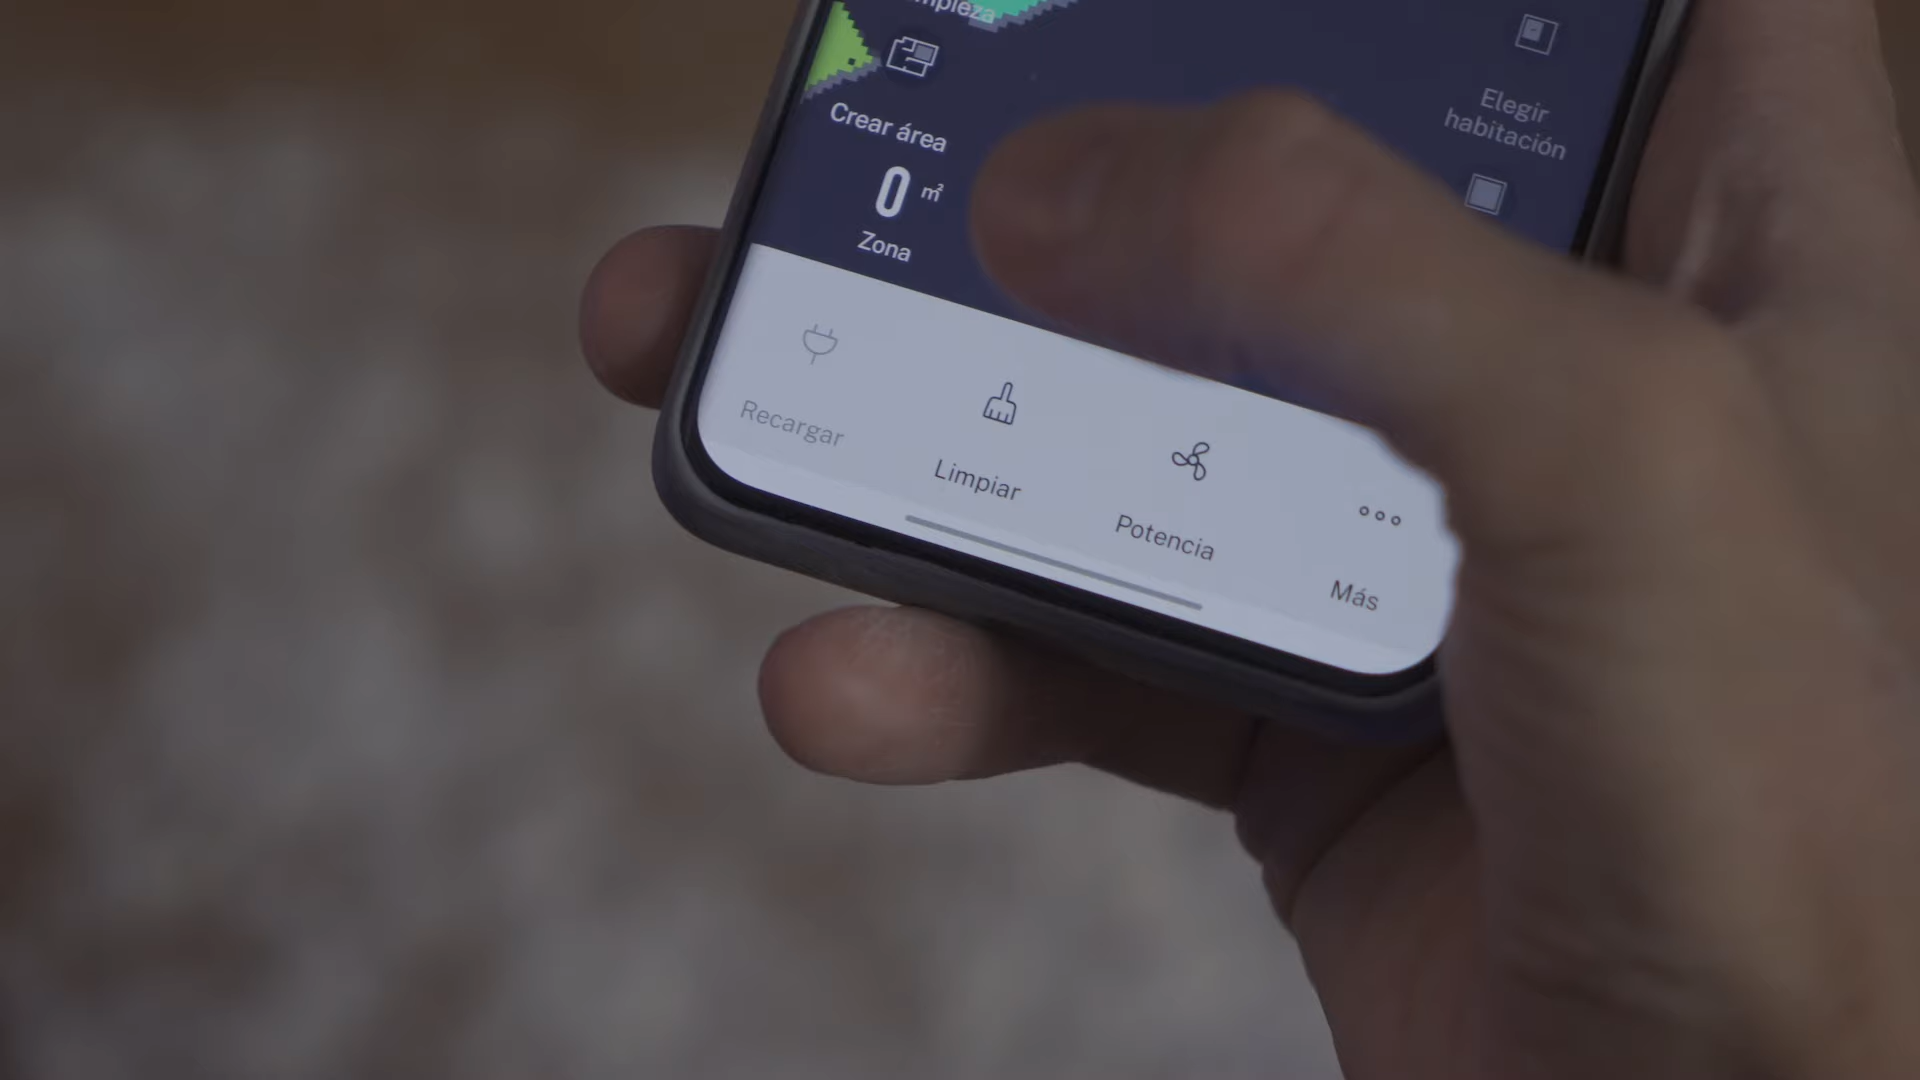 Crear área
0 m²
Zona
Elegir
habitación
Recargar
Limpiar
Potencia
Más